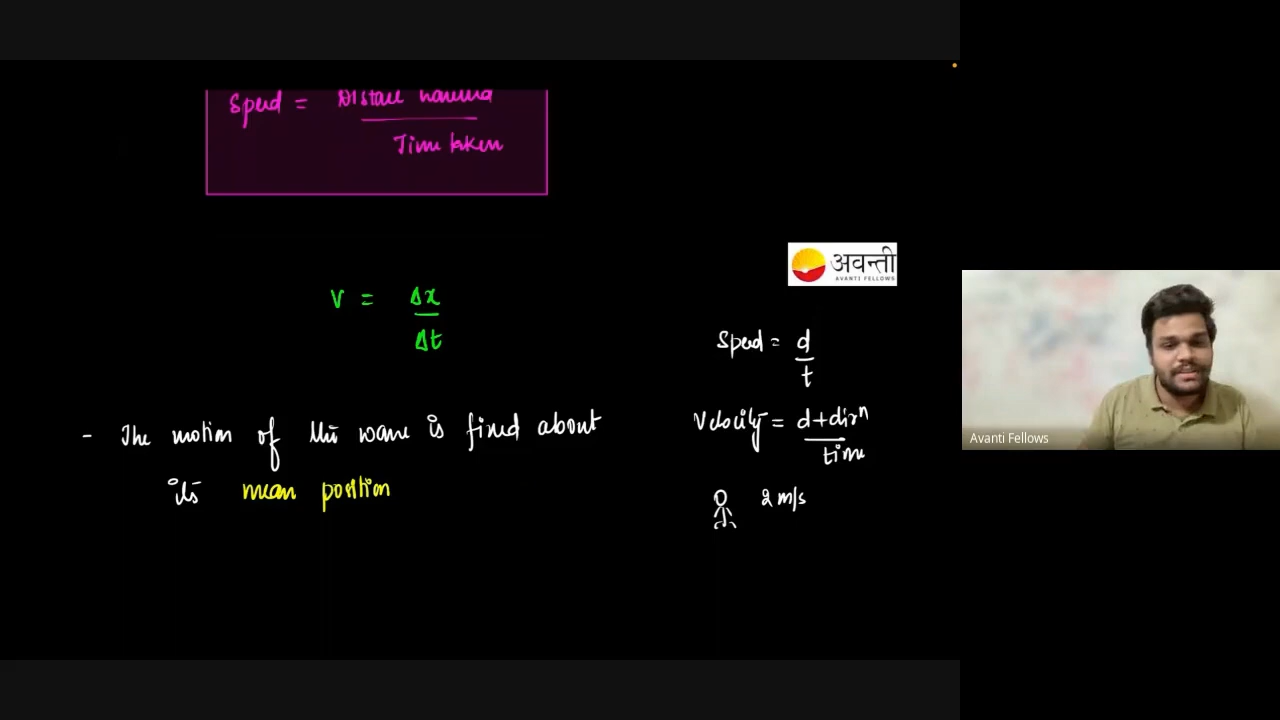 Speed = Distance travelled
Time taken
अवन्ती
AVANTI FELLOWS
V = Δx
Δt
Speed = d
t
Velocity = d+dirⁿ
time
- The motion of the wave is fixed about
its mean position
2 m/s
Avanti Fellows